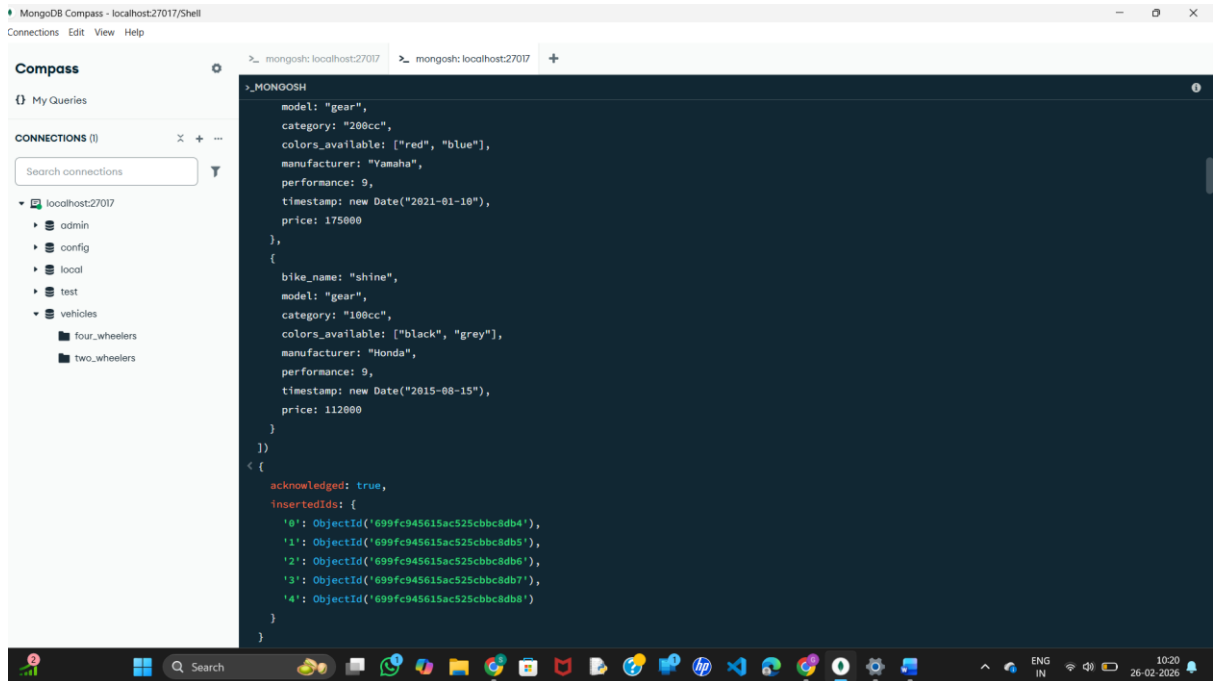 MongoDB Compass - localhost:27017/Shell
Connections Edit View Help
Compass
{} My Queries
CONNECTIONS (1)
Search connections
localhost:27017
admin
config
local
test
vehicles
four_wheelers
two_wheelers
>_ mongosh: localhost:27017 >_ mongosh: localhost:27017 +
>_MONGOSH
model: "gear",
category: "200cc",
colors_available: ["red", "blue"],
manufacturer: "Yamaha",
performance: 9,
timestamp: new Date("2021-01-10"),
price: 175000
},
{
bike_name: "shine",
model: "gear",
category: "100cc",
colors_available: ["black", "grey"],
manufacturer: "Honda",
performance: 9,
timestamp: new Date("2015-08-15"),
price: 112000
}
])
< {
acknowledged: true,
insertedIds: {
'0': ObjectId('699fc945615ac525cbbc8db4'),
'1': ObjectId('699fc945615ac525cbbc8db5'),
'2': ObjectId('699fc945615ac525cbbc8db6'),
'3': ObjectId('699fc945615ac525cbbc8db7'),
'4': ObjectId('699fc945615ac525cbbc8db8')
}
}
2
Search
1
hp
ENG
IN
10:20
26-02-2026